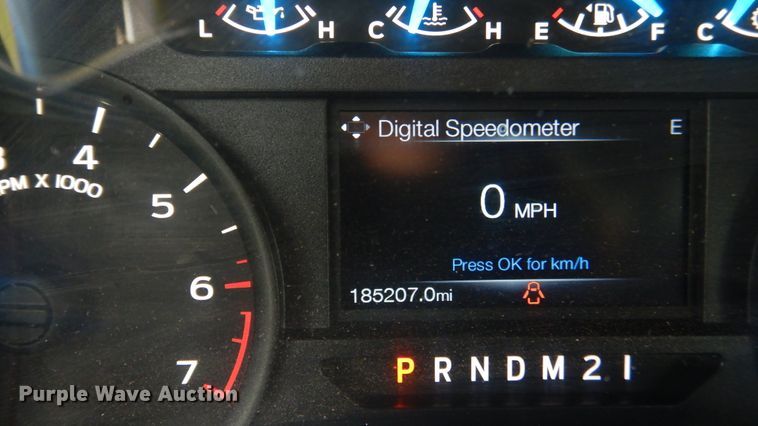 L H C H E F C
Digital Speedometer E
3 4
PM X 1000
5
0 MPH
Press OK for km/h
6
185207.0mi
7
P R N D M 2 1
Purple Wave Auction